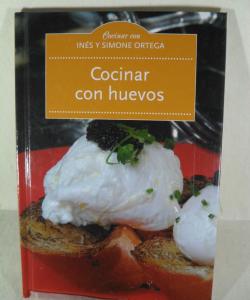 Cocinar con
INÉS Y SIMONE ORTEGA
Cocinar
con huevos